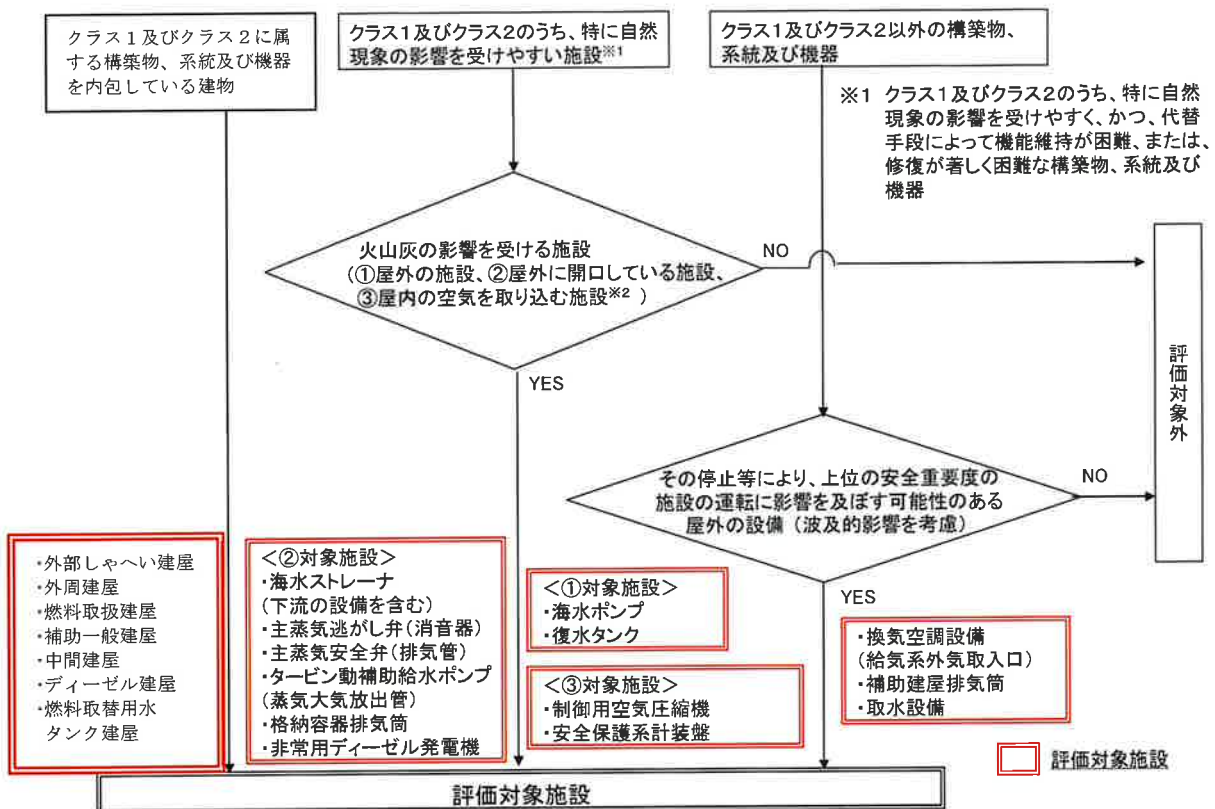 クラス１及びクラス２に属
する構築物、系統及び機器
を内包している建物
クラス1及びクラス2のうち、特に自然
現象の影響を受けやすい施設※1
クラス1及びクラス2以外の構築物、
系統及び機器
※1 クラス1及びクラス2のうち、特に自然
現象の影響を受けやすく、かつ、代替
手段によって機能維持が困難、または、
修復が著しく困難な構築物、系統及び
機器
火山灰の影響を受ける施設
(①屋外の施設、②屋外に開口している施設、
③屋内の空気を取り込む施設※2 )
NO
YES
評価対象外
その停止等により、上位の安全重要度の
施設の運転に影響を及ぼす可能性のある
屋外の設備（波及的影響を考慮）
NO
YES
・外部しゃへい建屋
・外周建屋
・燃料取扱建屋
・補助一般建屋
・中間建屋
・ディーゼル建屋
・燃料取替用水
タンク建屋
＜②対象施設＞
・海水ストレーナ
(下流の設備を含む)
・主蒸気逃がし弁(消音器)
・主蒸気安全弁(排気管)
・タービン動補助給水ポンプ
(蒸気大気放出管)
・格納容器排気筒
・非常用ディーゼル発電機
＜①対象施設＞
・海水ポンプ
・復水タンク
＜③対象施設＞
・制御用空気圧縮機
・安全保護系計装盤
・換気空調設備
(給気系外気取入口)
・補助建屋排気筒
・取水設備
評価対象施設
評価対象施設